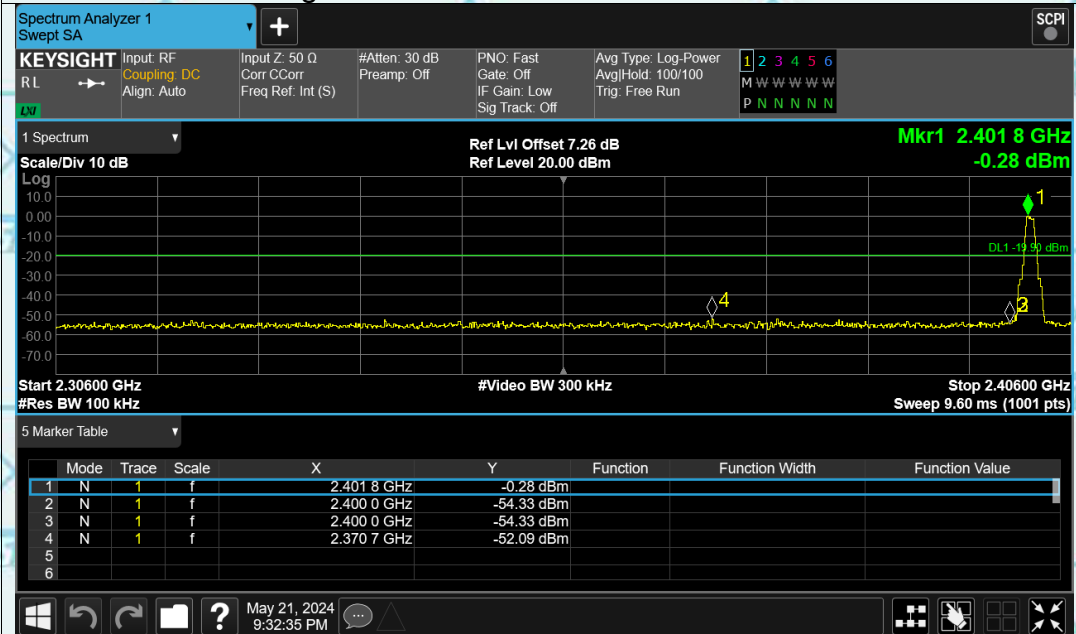 Spectrum Analyzer 1
Swept SA
+
SCPI
KEYSIGHT
RL
LXI
Input: RF
Coupling: DC
Align: Auto
Input Z: 50 Ω
Corr CCorr
Freq Ref: Int (S)
#Atten: 30 dB
Preamp: Off
PNO: Fast
Gate: Off
IF Gain: Low
Sig Track: Off
Avg Type: Log-Power
Avg|Hold: 100/100
Trig: Free Run
1 2 3 4 5 6
M W W W W W
P N N N N N
1 Spectrum
Scale/Div 10 dB
Ref Lvl Offset 7.26 dB
Ref Level 20.00 dBm
Mkr1 2.401 8 GHz
-0.28 dBm
Log
10.0
0.00
-10.0
-20.0
-30.0
-40.0
-50.0
-60.0
-70.0
1
DL1 -19.90 dBm
4
Start 2.30600 GHz
#Video BW 300 kHz
Stop 2.40600 GHz
#Res BW 100 kHz
Sweep 9.60 ms (1001 pts)
5 Marker Table
Mode Trace Scale X Y Function Function Width Function Value
1 N 1 f 2.401 8 GHz -0.28 dBm
2 N 1 f 2.400 0 GHz -54.33 dBm
3 N 1 f 2.400 0 GHz -54.33 dBm
4 N 1 f 2.370 7 GHz -52.09 dBm
5
6
?
May 21, 2024
9:32:35 PM